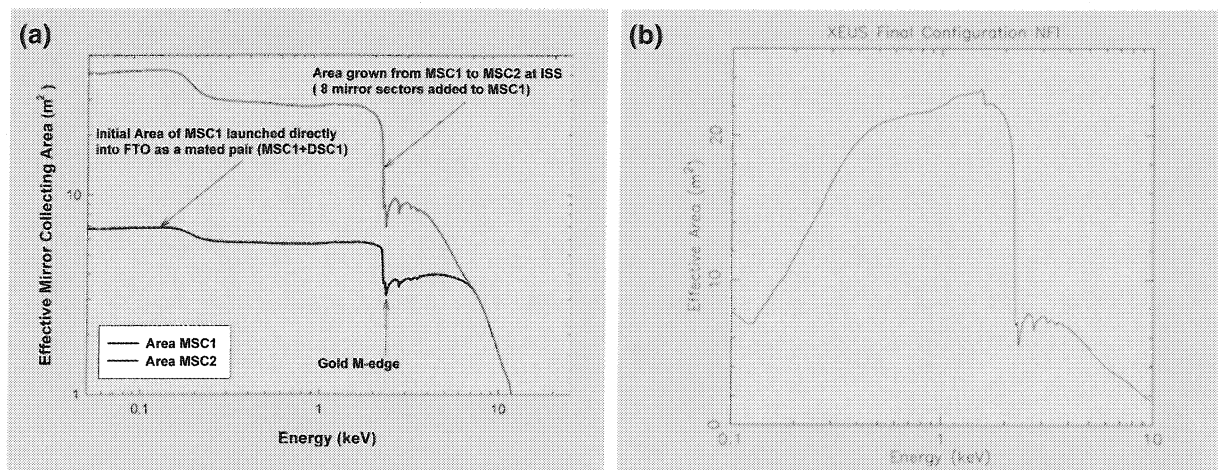 (a)
Effective Mirror Collecting Area (m²)
Area grown from MSC1 to MSC2 at ISS
( 8 mirror sectors added to MSC1)
Initial Area of MSC1 launched directly
into FTO as a mated pair (MSC1+DSC1)
10
Area MSC1
Area MSC2
Gold M-edge
1
0.1
1
10
Energy (keV)
(b)
XEUS Final Configuration NFI
Effective Area (m²)
20
10
0
0.1
1
10
Energy (keV)